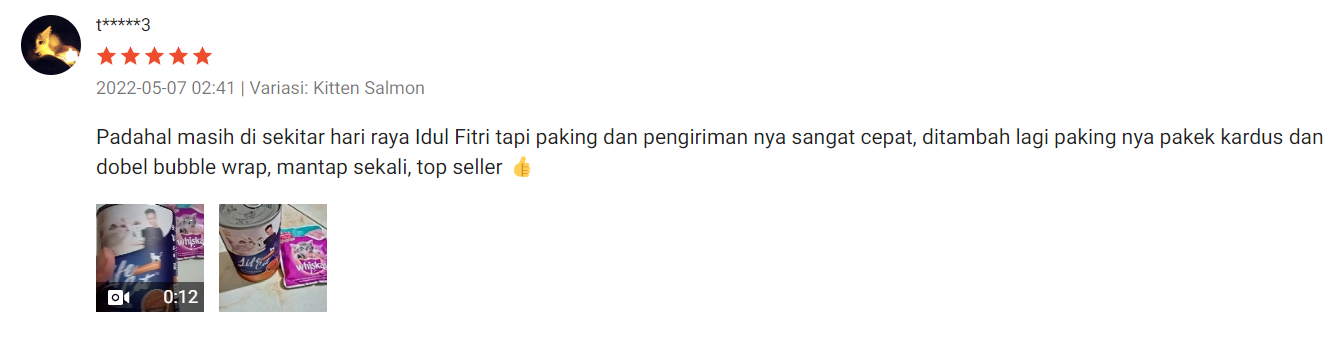 t*****3
2022-05-07 02:41 | Variasi: Kitten Salmon
Padahal masih di sekitar hari raya Idul Fitri tapi paking dan pengiriman nya sangat cepat, ditambah lagi paking nya pakek kardus dan
dobel bubble wrap, mantap sekali, top seller 👍
whiska
0:12
whiska